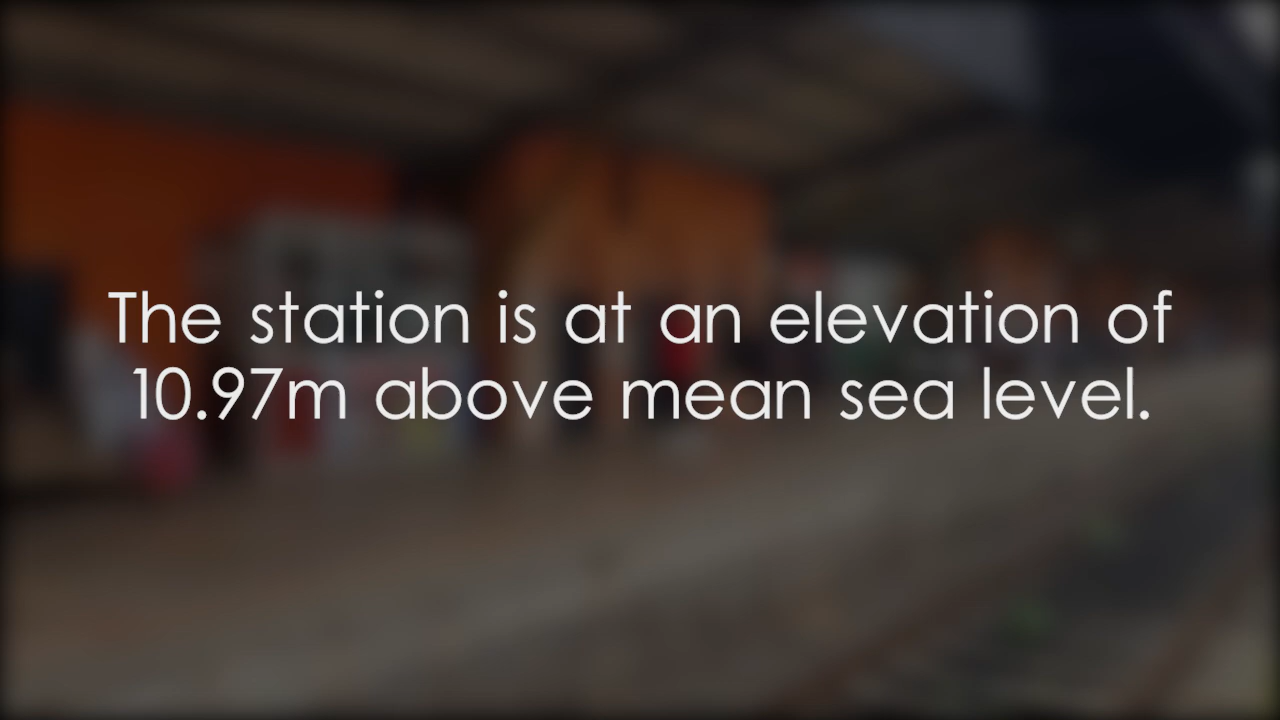 The station is at an elevation of
10.97m above mean sea level.